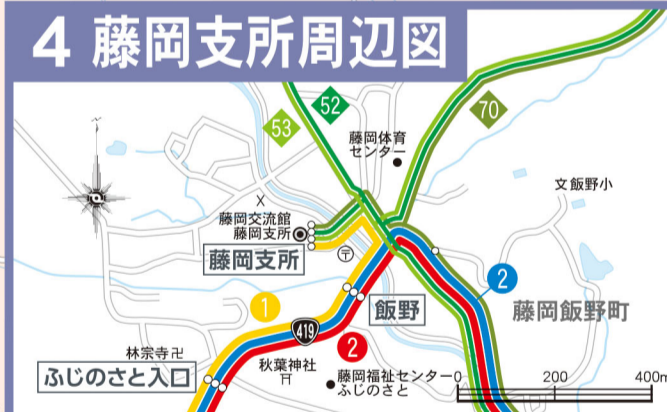 4 藤岡支所周辺図
52
53
70
藤岡体育
センター
文飯野小
藤岡交流館
藤岡支所
藤岡支所
〒
2
飯野
藤岡飯野町
1
419
2
林宗寺卍
秋葉神社
藤岡福祉センター
ふじのさと
ふじのさと入口
0 200 400m